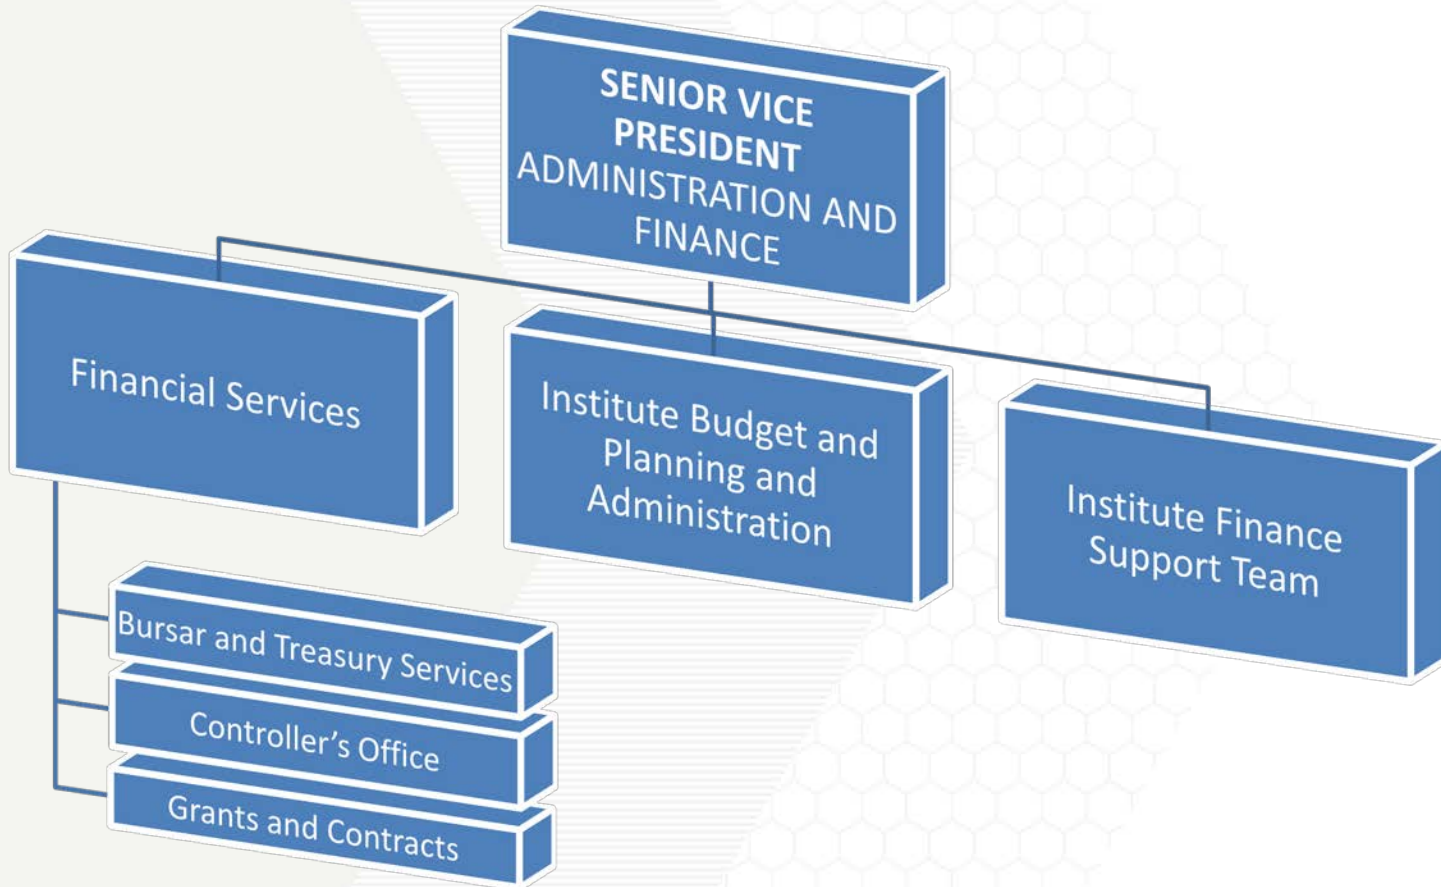 SENIOR VICE
PRESIDENT
ADMINISTRATION AND
FINANCE
Financial Services
Institute Budget and
Planning and
Administration
Institute Finance
Support Team
Bursar and Treasury Services
Controller’s Office
Grants and Contracts